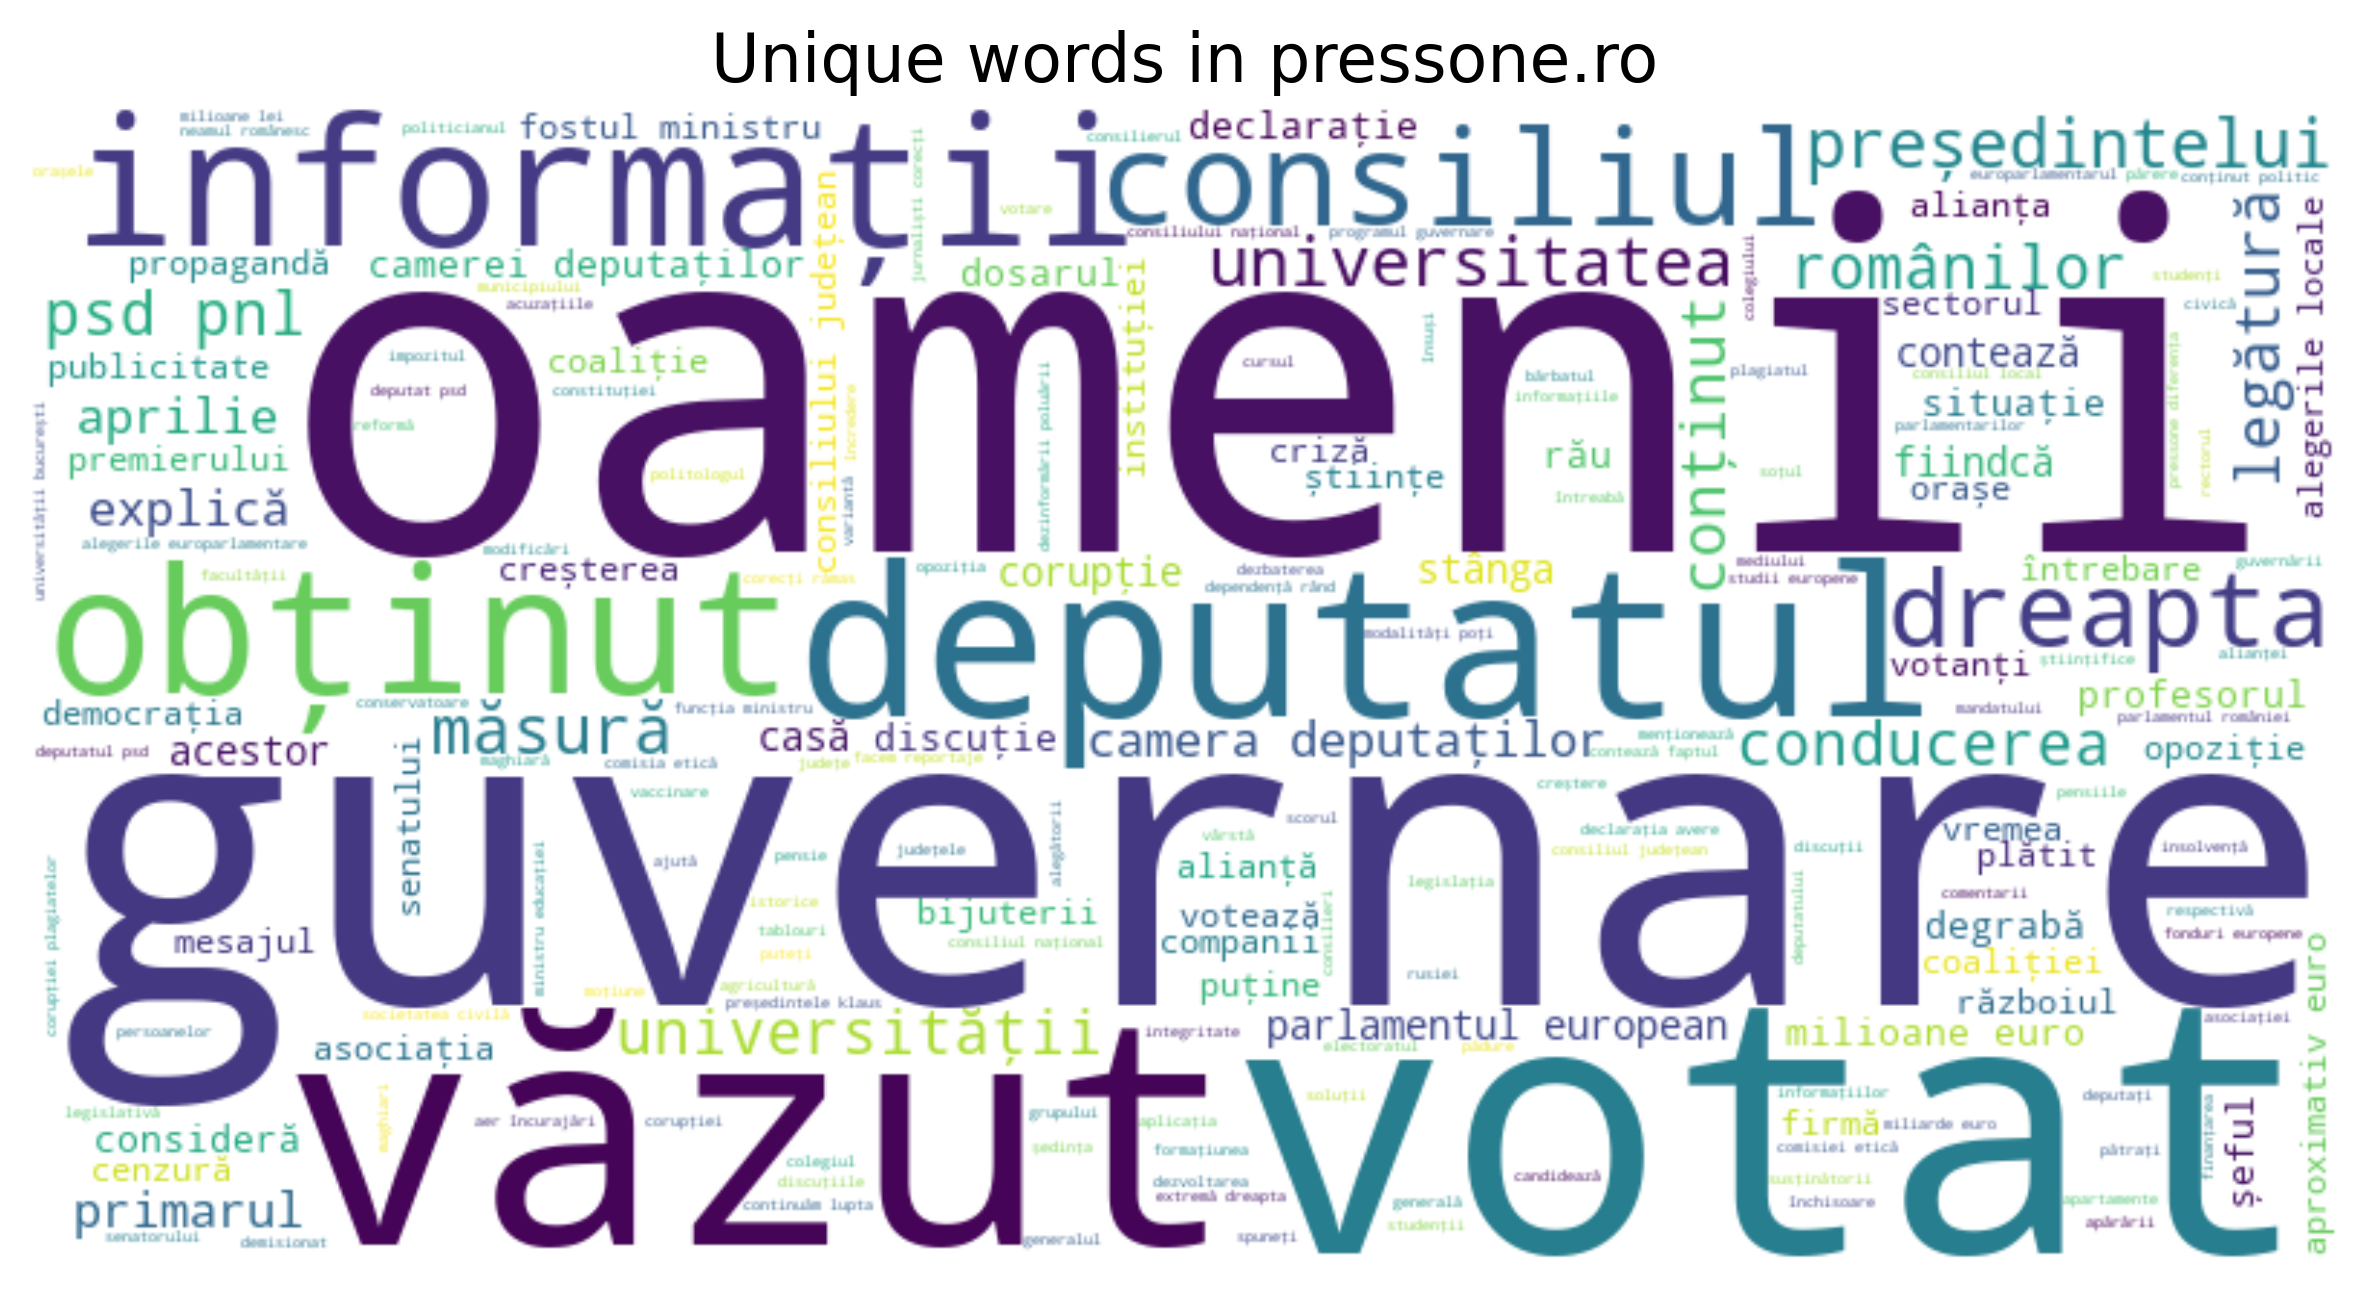 Unique words in pressone.ro
milioane lei
neamul românesc
politicianul
fostul ministru
consilierul
declarație
președintelui
orașele
informații
consiliul
jurnaliști corecți
europarlamentarul
părere
conținut politic
votare
alianța
legătură
alegerile locale
consiliului național
programul guvernare
propagandă
camerei deputaților
consiliului județean
dosarul
instituției
universitatea
colegiului
românilor
studenți
municipiului
acuzațiile
psd pnl
sectorul
civică
oamenii
însuși
conținut
publicitate
impozitul
coaliție
cursul
contează
deputat psd
constituției
încredere
dezinformării poluării
bărbatul
informațiile
plagiatul
consiliul local
pressone diferența
aprilie
reformă
situație
parlamentarilor
universității bucurești
premierului
politologul
criză
științe
rău
soțul
fiindcă
rectorul
întreabă
orașe
explică
variantă
alegerile europarlamentare
modificări
facultății
creșterea
corecți rămas
opoziția
corupție
dezbaterea
dependență rând
stânga
mediului
studii europene
întrebare
guvernării
obținut
deputatul
dreapta
modalități poți
votanți
științifice
alianței
democrația
conservatoare
măsură
funcția ministru
profesorul
mandatului
parlamentul româniei
deputatul psd
acestor
senatului
maghiară
comisia etică
casă discuție
județe
facem reportaje
camera deputaților
menționează
contează faptul
conducerea
opoziție
guvernare
vaccinare
creștere
pensiile
corupției plagiatelor
ministru educației
ajută
pensie
județele
alegătorii
vârstă
scorul
declarația avere
consiliul județean
discuții
vremea
plătit
insolvență
alianță
legislația
comentarii
istorice
bijuterii
votează
consilieri
deputatului
degrabă
respectivă
mesajul
tablouri
consiliul național
companii
fonduri europene
puteți
coaliției
approximativ euro
moțiune
agricultură
președintele klaus
puține
rusiei
războiul
persoanelor
societatea civilă
asociația
universității
integritate
parlamentul european
electoratul
pădure
milioane euro
asociației
văzut
votat
legislativă
maghiari
aer încurajări
corupției
grupului
aplicația
soluții
informațiilor
firmă
miliarde euro
deputați
finanțarea
șeful
consideră
ședința
formațiunea
comisiei etică
pătrați
cenzură
colegiul
discuțiile
dezvoltarea
extremă dreapta
candidează
susținătorii
primarul
continuăm lupta
generală
studenții
închisoare
apartamente
apărării
senatorului
demisionat
generalul
spuneți